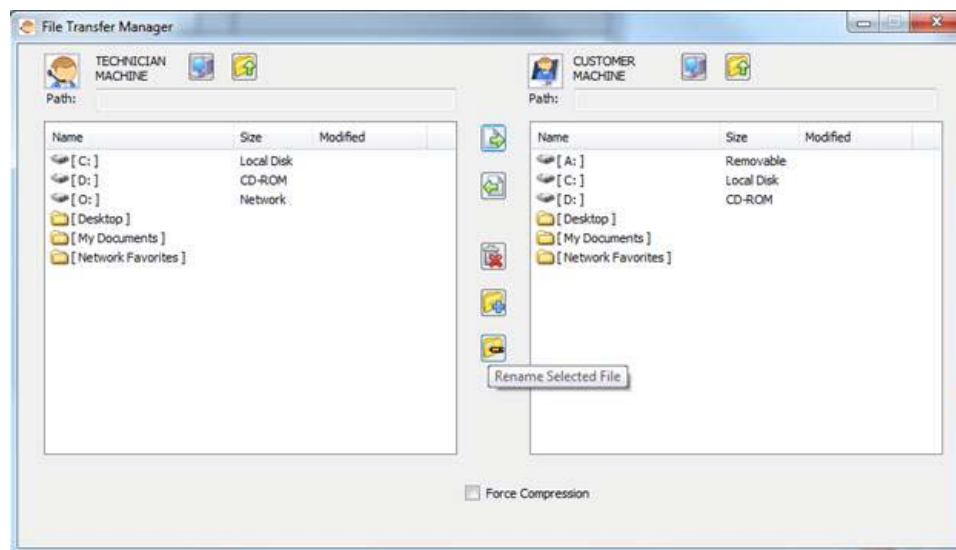 File Transfer Manager
TECHNICIAN
MACHINE
Path:
Name Size Modified
[ C: ] Local Disk
[ D: ] CD-ROM
[ O: ] Network
[ Desktop ]
[ My Documents ]
[ Network Favorites ]
Rename Selected File
CUSTOMER
MACHINE
Path:
Name Size Modified
[ A: ] Removable
[ C: ] Local Disk
[ D: ] CD-ROM
[ Desktop ]
[ My Documents ]
[ Network Favorites ]
Force Compression